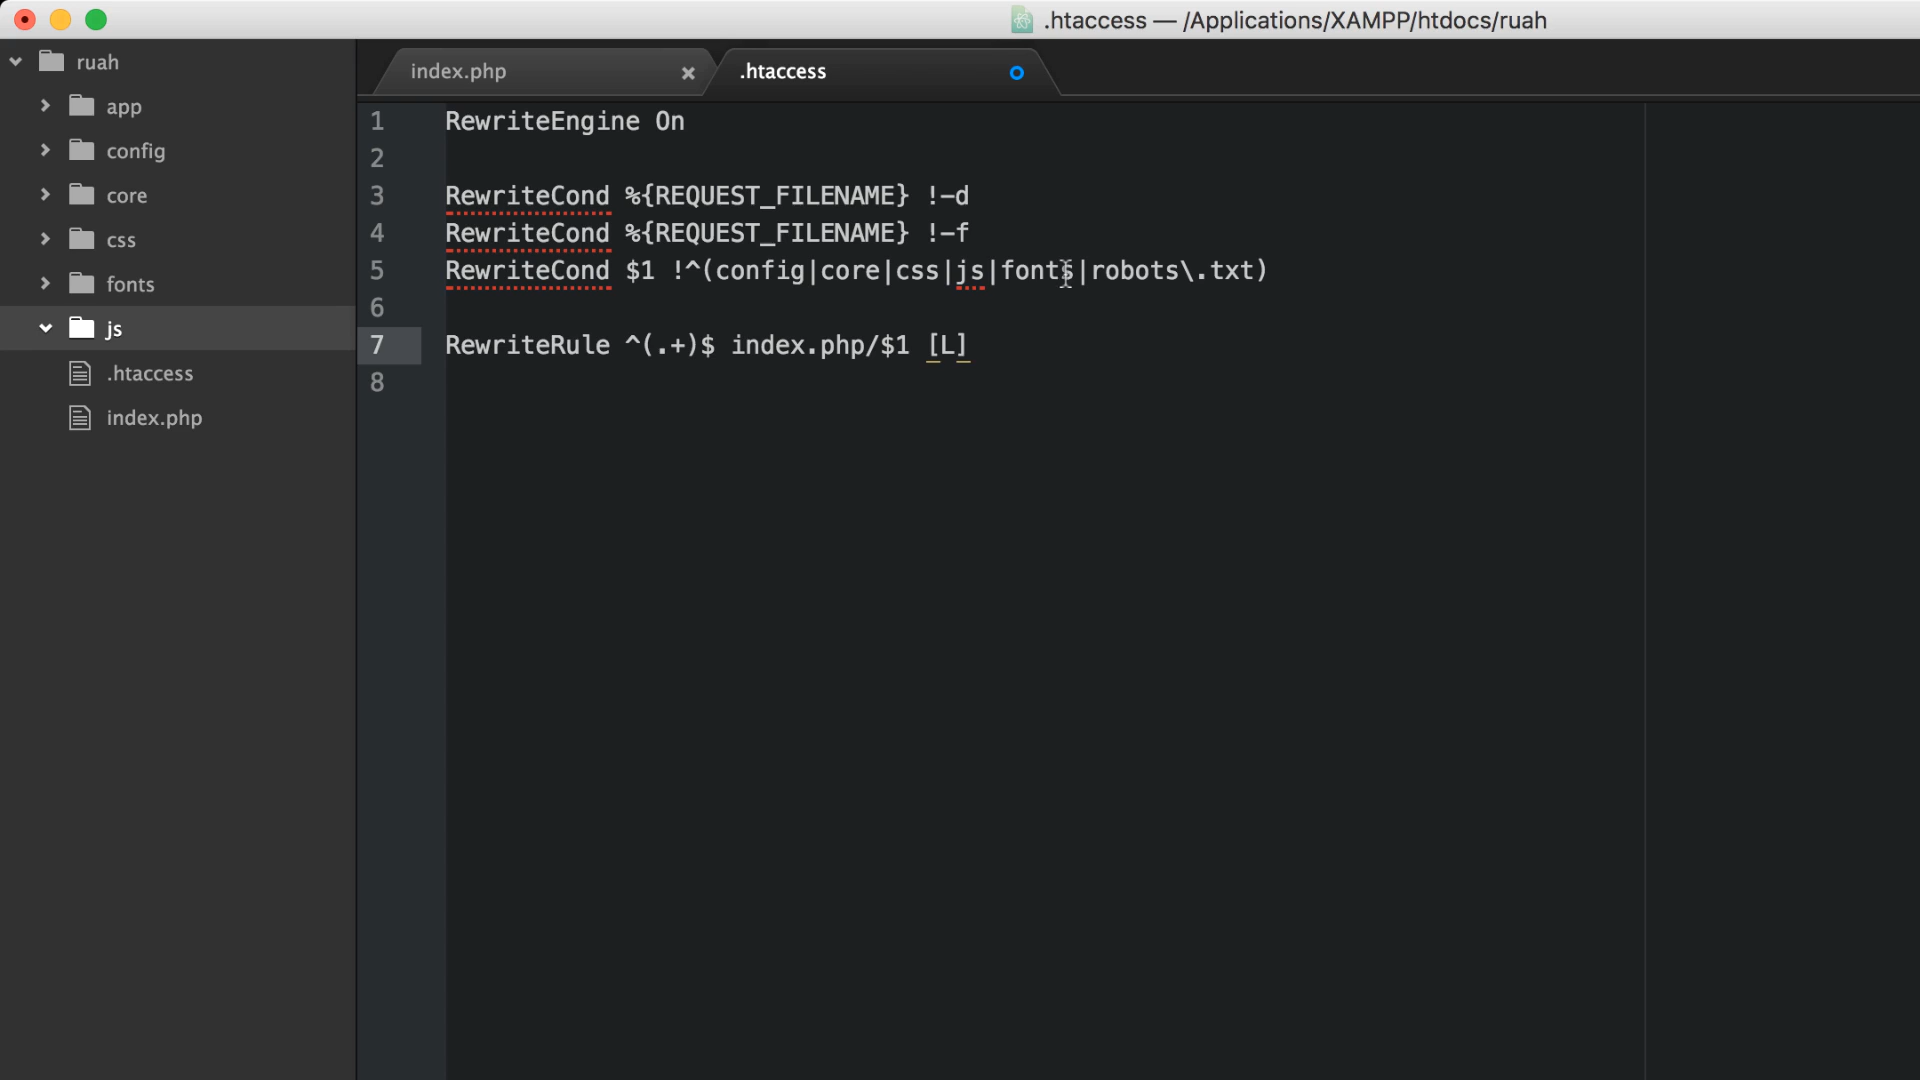 .htaccess — /Applications/XAMPP/htdocs/ruah
ruah
app
config
core
css
fonts
js
.htaccess
index.php
index.php
.htaccess
1 RewriteEngine On
2
3 RewriteCond %{REQUEST_FILENAME} !-d
4 RewriteCond %{REQUEST_FILENAME} !-f
5 RewriteCond $1 !^(config|core|css|js|fonts|robots\.txt)
6
7 RewriteRule ^(.+)$ index.php/$1 [L]
8